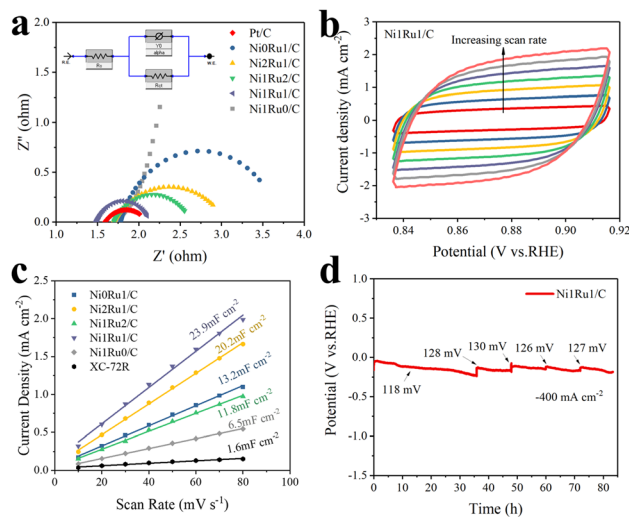 a
Z'' (ohm)
2.0
1.5
1.0
0.5
0.0
1.0
1.5
2.0
2.5
3.0
3.5
4.0
Z' (ohm)
R.E.
Rs
Y0
alpha
Rct
W.E.
Pt/C
Ni0Ru1/C
Ni2Ru1/C
Ni1Ru2/C
Ni1Ru1/C
Ni1Ru0/C
b
Current density (mA cm⁻²)
3
2
1
0
-1
-2
-3
0.84
0.86
0.88
0.90
0.92
Potential (V vs.RHE)
Ni1Ru1/C
Increasing scan rate
c
Current Density (mA cm⁻²)
2.5
2.0
1.5
1.0
0.5
0.0
0
20
40
60
80
100
Scan Rate (mV s⁻¹)
Ni0Ru1/C
Ni2Ru1/C
Ni1Ru2/C
Ni1Ru1/C
Ni1Ru0/C
XC-72R
23.9mF cm⁻²
20.2mF cm⁻²
13.2mF cm⁻²
11.8mF cm⁻²
6.5mF cm⁻²
1.6mF cm⁻²
d
Potential (V vs.RHE)
1.0
0.5
0.0
-0.5
-1.0
-1.5
0
10
20
30
40
50
60
70
80
Time (h)
Ni1Ru1/C
118 mV
128 mV
130 mV
126 mV
127 mV
-400 mA cm⁻²